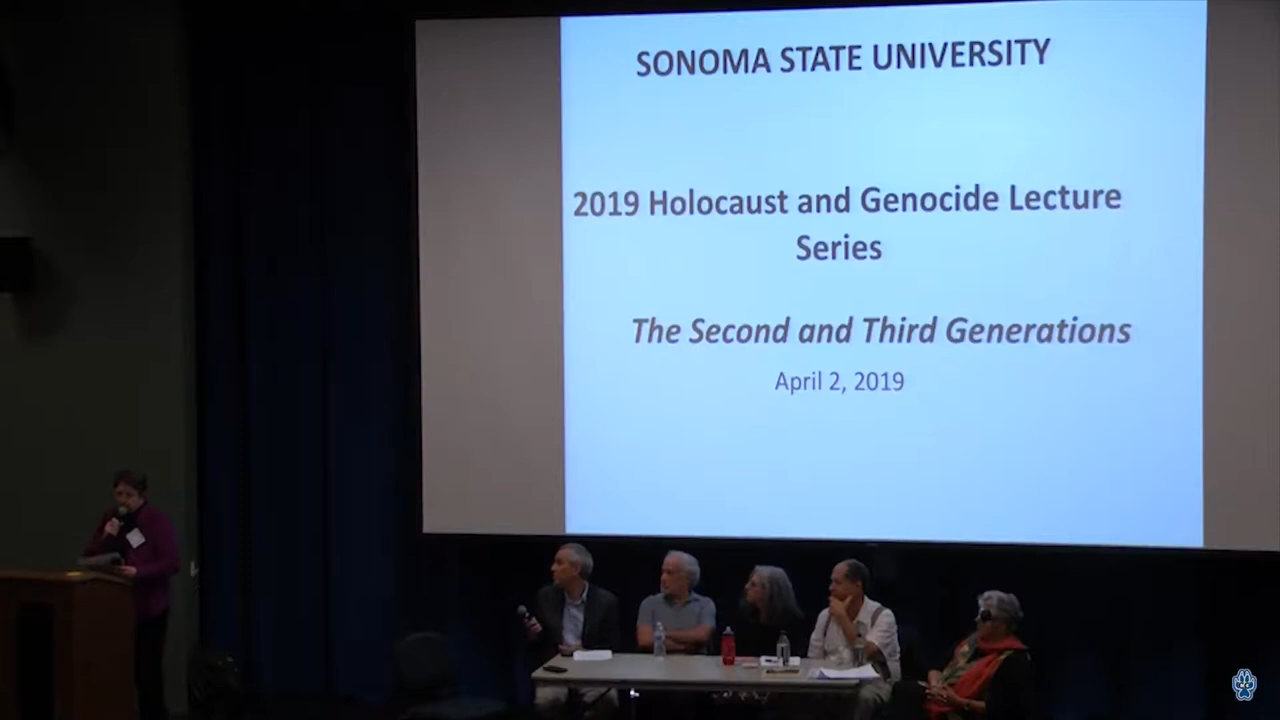 SONOMA STATE UNIVERSITY
2019 Holocaust and Genocide Lecture
Series
The Second and Third Generations
April 2, 2019